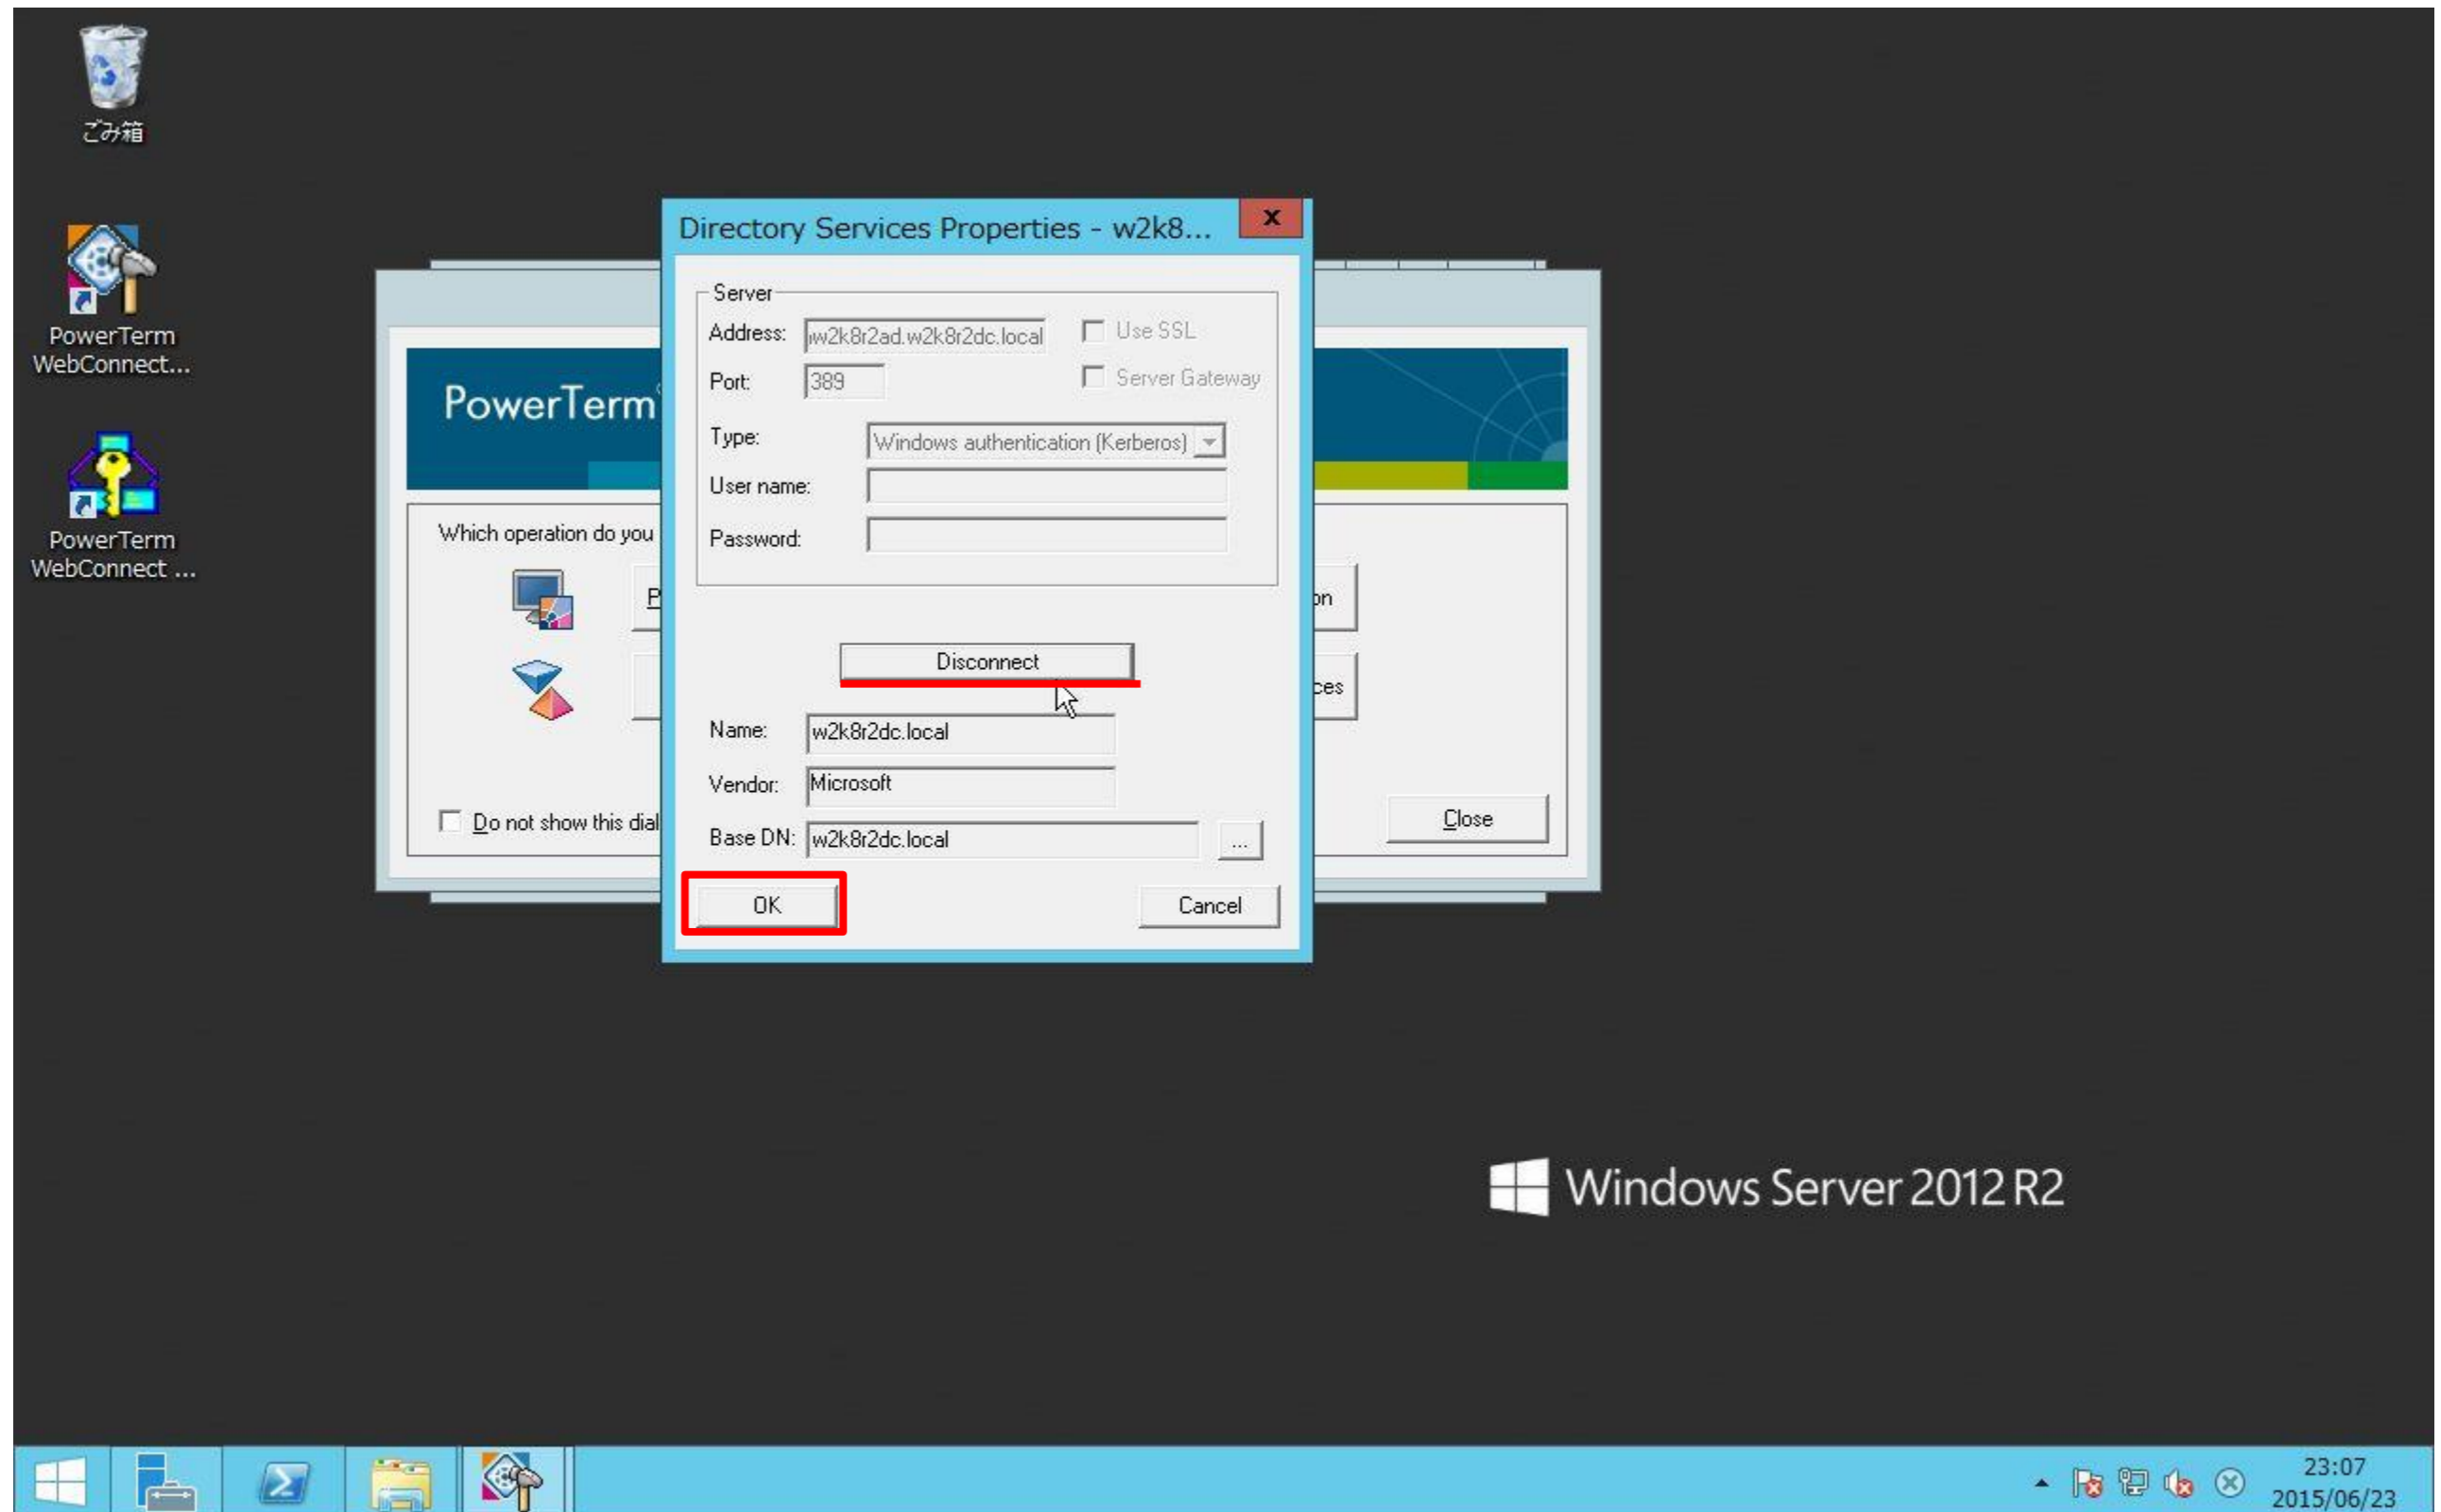 ごみ箱
PowerTerm
WebConnect...
PowerTerm
WebConnect ...
Directory Services Properties - w2k8...
x
Server
Address: w2k8r2ad.w2k8r2dc.local Use SSL
Port: 389 Server Gateway
Type: Windows authentication (Kerberos)
User name:
Password:
Disconnect
Name: w2k8r2dc.local
Vendor: Microsoft
Base DN: w2k8r2dc.local ...
OK Cancel
PowerTerm
Which operation do you
P
on
ces
Do not show this dial
Close
Windows Server 2012 R2
23:07
2015/06/23